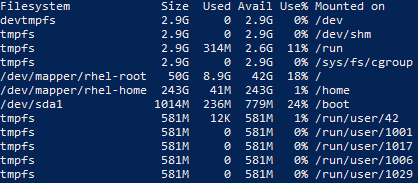 Filesystem Size Used Avail Use% Mounted on
devtmpfs 2.9G 0 2.9G 0% /dev
tmpfs 2.9G 0 2.9G 0% /dev/shm
tmpfs 2.9G 314M 2.6G 11% /run
tmpfs 2.9G 0 2.9G 0% /sys/fs/cgroup
/dev/mapper/rhel-root 50G 8.9G 42G 18% /
/dev/mapper/rhel-home 243G 41M 243G 1% /home
/dev/sda1 1014M 236M 779M 24% /boot
tmpfs 581M 12K 581M 1% /run/user/42
tmpfs 581M 0 581M 0% /run/user/1001
tmpfs 581M 0 581M 0% /run/user/1017
tmpfs 581M 0 581M 0% /run/user/1006
tmpfs 581M 0 581M 0% /run/user/1029